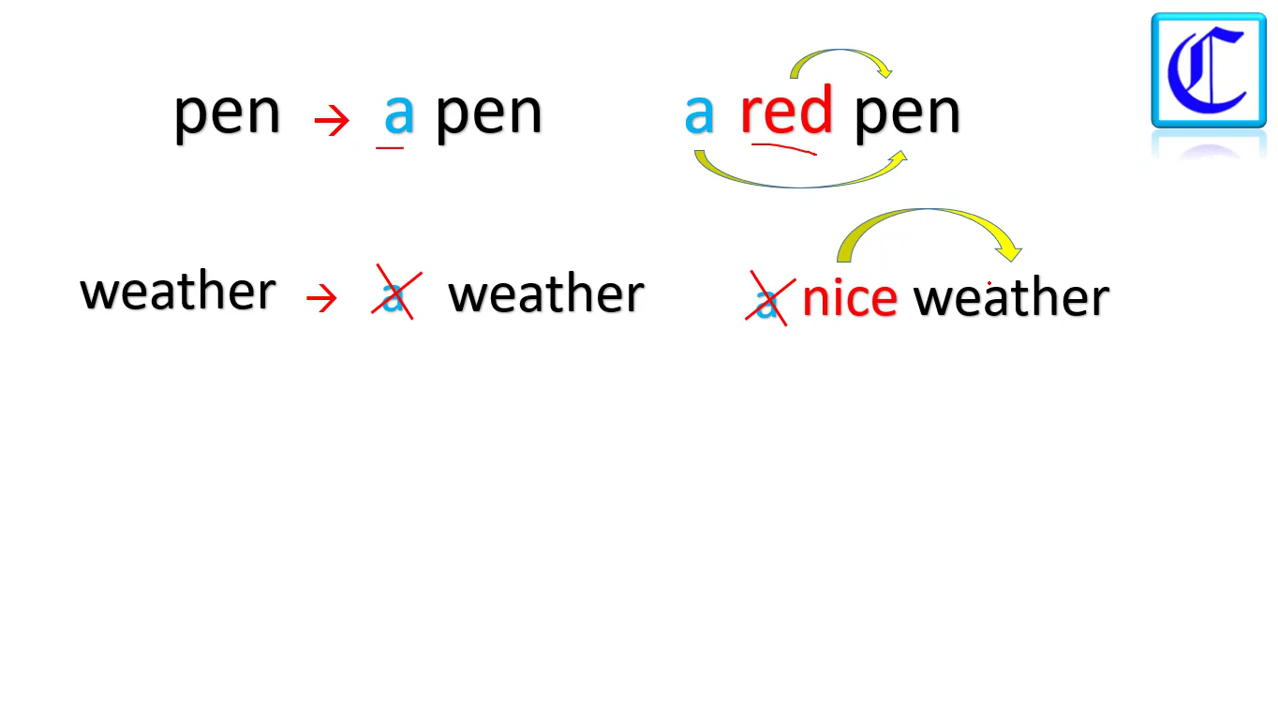 pen → a pen a red pen
weather → a weather a nice weather
C